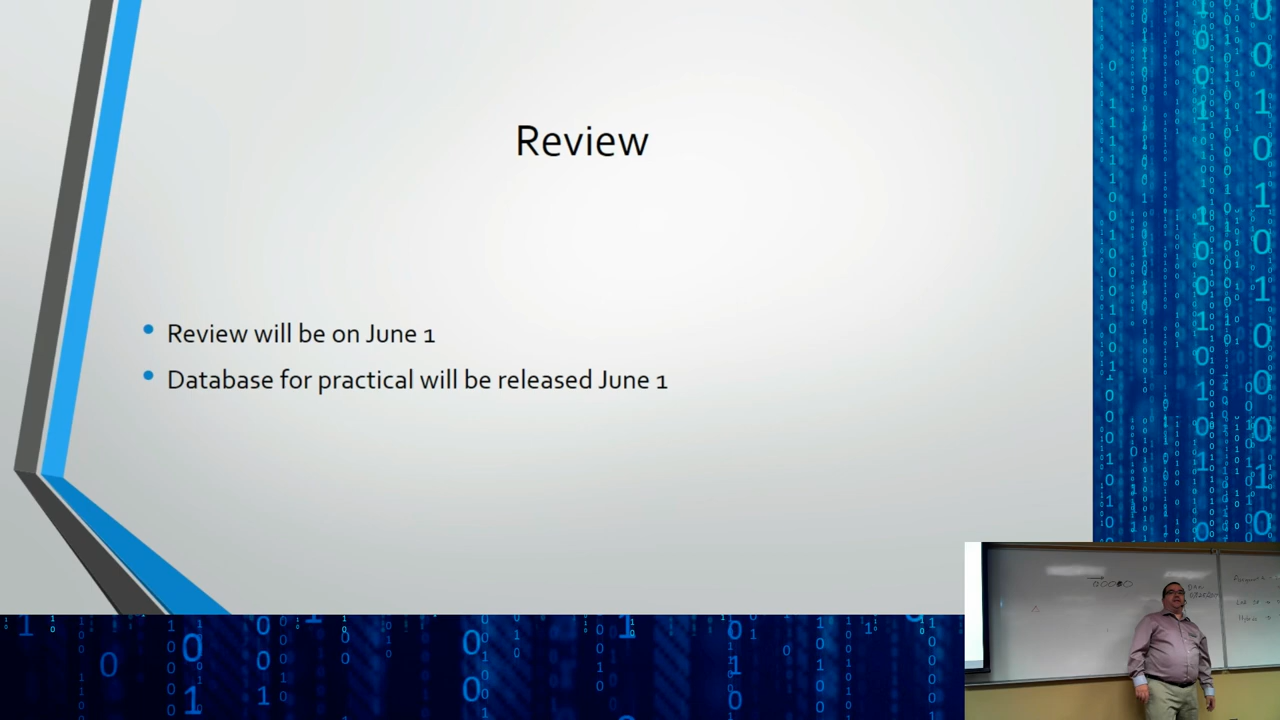 Review
Review will be on June 1
Database for practical will be released June 1